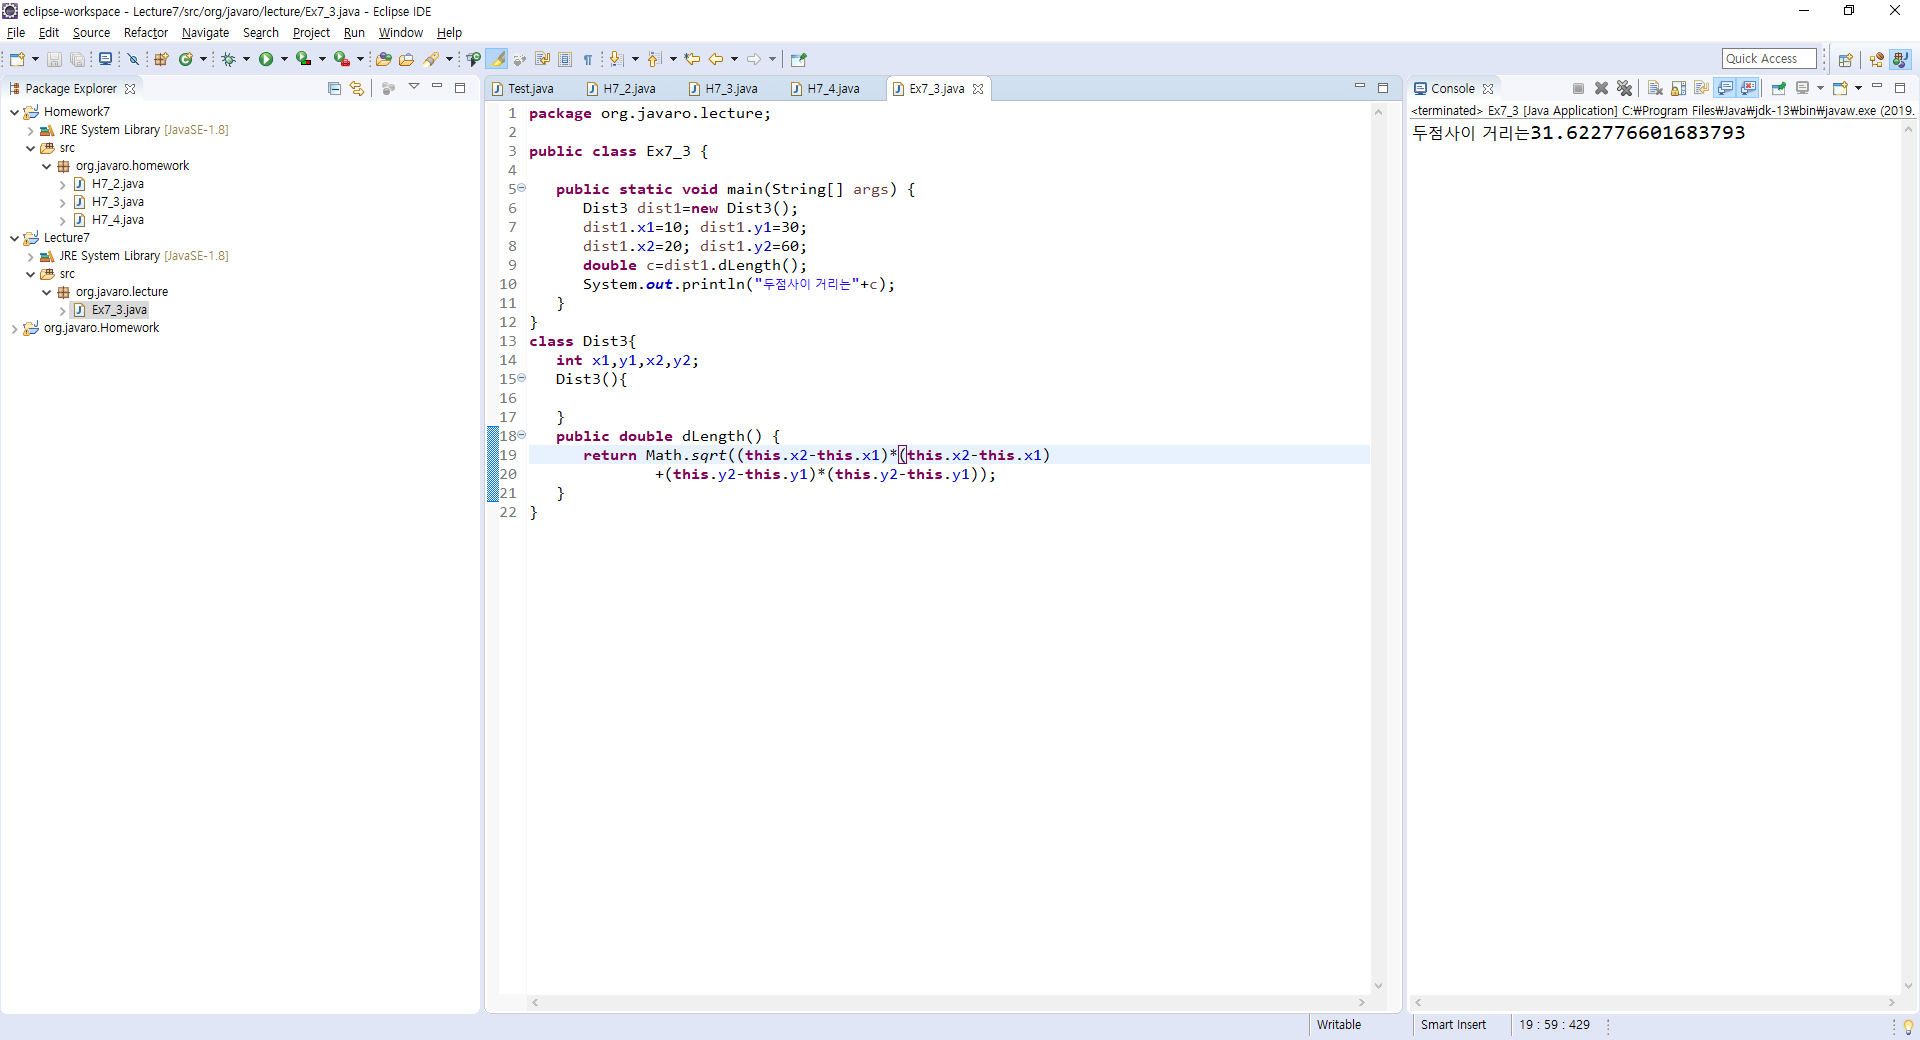 eclipse-workspace - Lecture7/src/org/javaro/lecture/Ex7_3.java - Eclipse IDE
File Edit Source Refactor Navigate Search Project Run Window Help
Quick Access
Package Explorer
Homework7
JRE System Library [JavaSE-1.8]
src
org.javaro.homework
H7_2.java
H7_3.java
H7_4.java
Lecture7
JRE System Library [JavaSE-1.8]
src
org.javaro.lecture
Ex7_3.java
org.javaro.Homework
Test.java H7_2.java H7_3.java H7_4.java Ex7_3.java
1 package org.javaro.lecture;
2
3 public class Ex7_3 {
4
5 public static void main(String[] args) {
6 Dist3 dist1=new Dist3();
7 dist1.x1=10; dist1.y1=30;
8 dist1.x2=20; dist1.y2=60;
9 double c=dist1.dLength();
10 System.out.println("두점사이 거리는"+c);
11 }
12 }
13 class Dist3{
14 int x1,y1,x2,y2;
15 Dist3(){
16
17 }
18 public double dLength() {
19 return Math.sqrt((this.x2-this.x1)*(this.x2-this.x1)
20 +(this.y2-this.y1)*(this.y2-this.y1));
21 }
22 }
Console
<terminated> Ex7_3 [Java Application] C:₩Program Files₩Java₩jdk-13₩bin₩javaw.exe (2019.
두점사이 거리는31.622776601683793
Writable Smart Insert 19 : 59 : 429